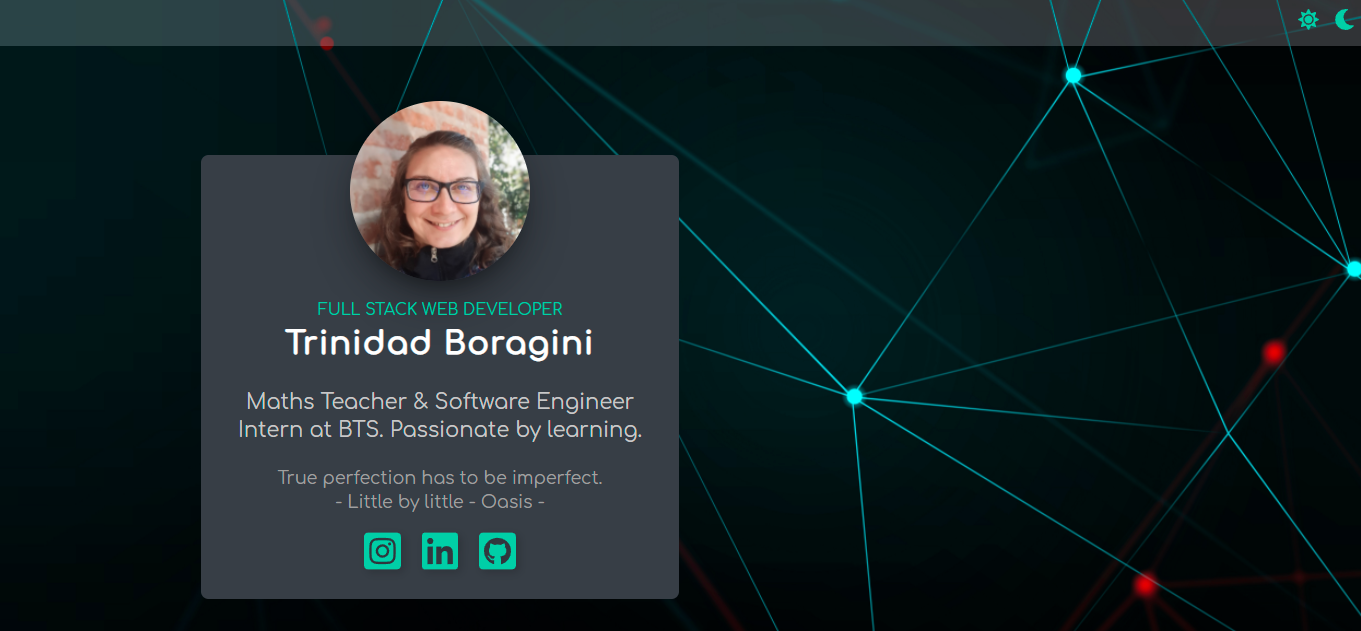 FULL STACK WEB DEVELOPER
Trinidad Boragini
Maths Teacher & Software Engineer
Intern at BTS. Passionate by learning.
True perfection has to be imperfect.
- Little by little - Oasis -